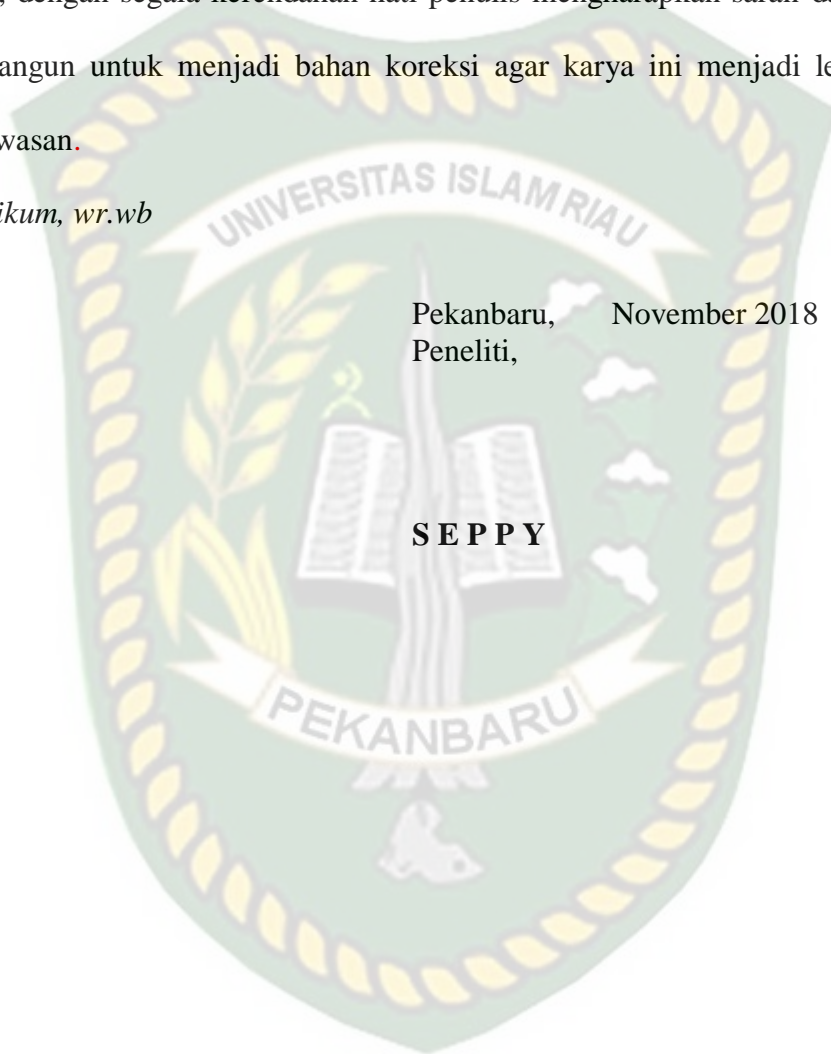 dengan segala kerendahan hati penulis mengharapkan saran
angun untuk menjadi bahan koreksi agar karya ini menjadi le
wasan.
ikum, wr.wb
UNIVERSITAS ISLAM RIAU
Pekanbaru, November 2018
Peneliti,
S E P P Y
PEKANBARU